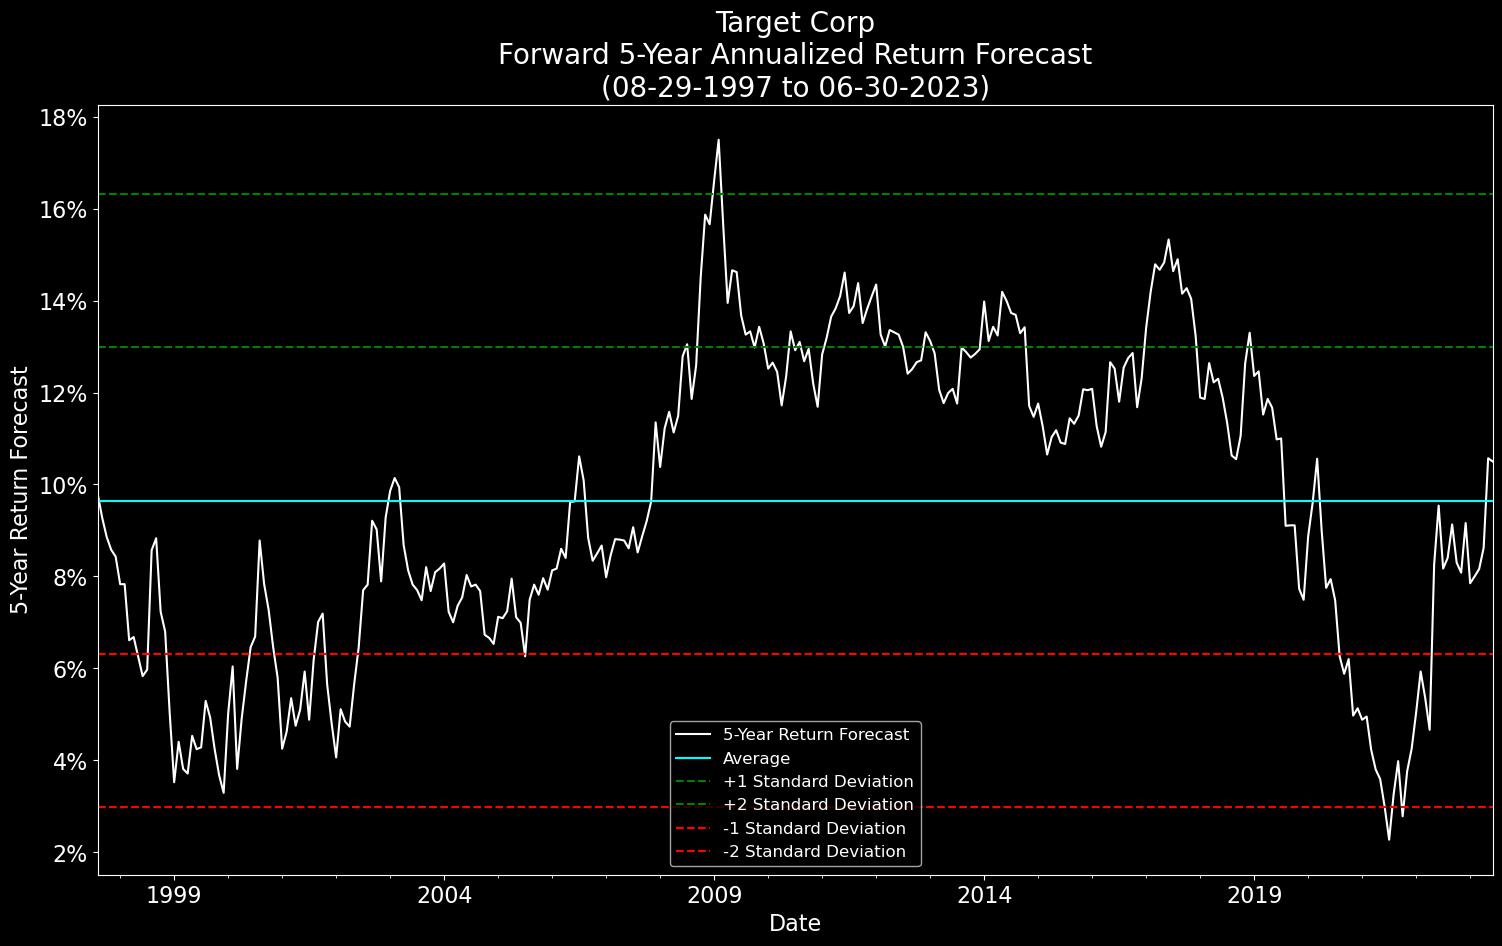 Target Corp
Forward 5-Year Annualized Return Forecast
(08-29-1997 to 06-30-2023)
18%
16%
14%
12%
10%
8%
6%
4%
2%
5-Year Return Forecast
5-Year Return Forecast
Average
+1 Standard Deviation
+2 Standard Deviation
-1 Standard Deviation
-2 Standard Deviation
1999
2004
2009
2014
2019
Date